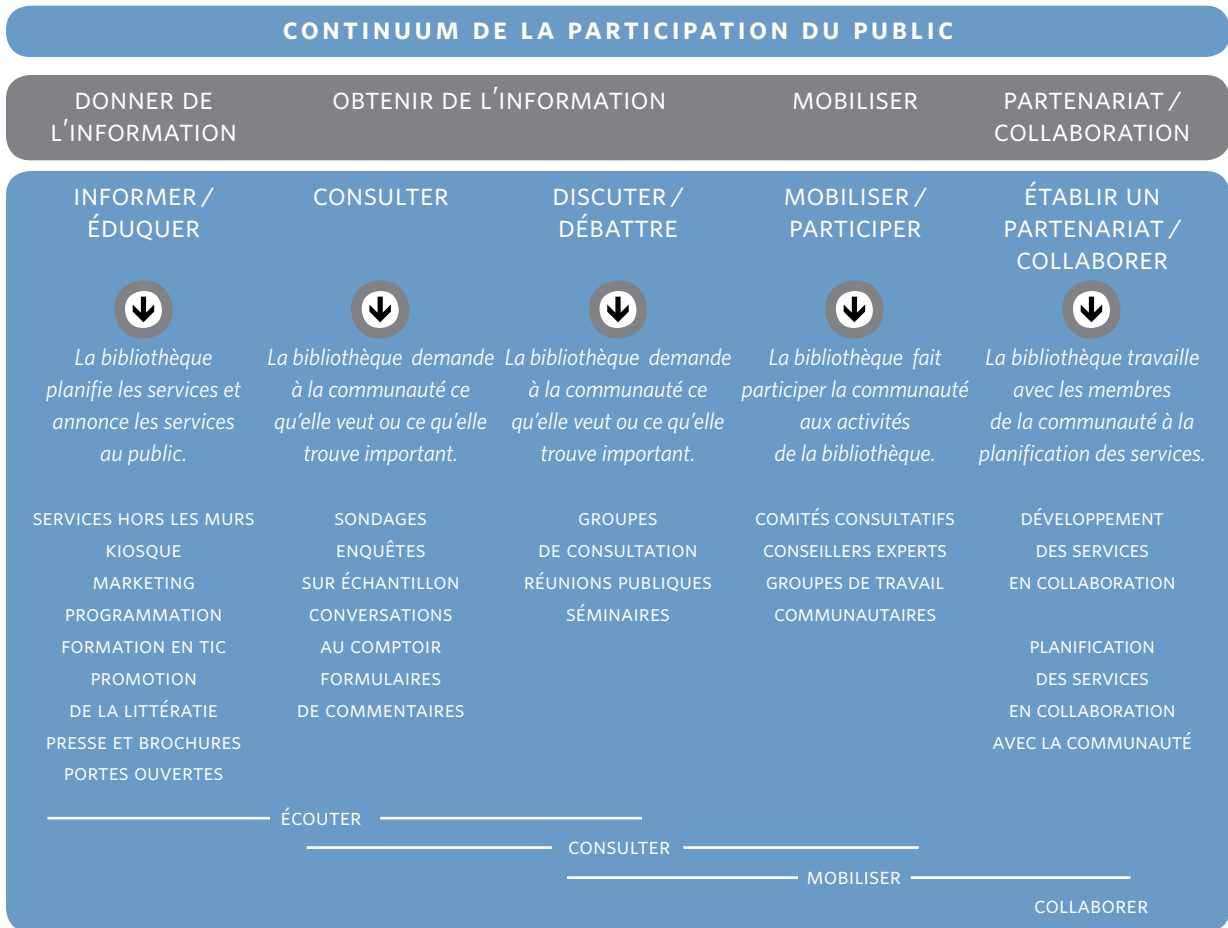 CONTINUUM DE LA PARTICIPATION DU PUBLIC
DONNER DE
L'INFORMATION
OBTENIR DE L'INFORMATION
MOBILISER
PARTENARIAT /
COLLABORATION
INFORMER /
ÉDUQUER
La bibliothèque
planifie les services et
annonce les services
au public.
SERVICES HORS LES MURS
KIOSQUE
MARKETING
PROGRAMMATION
FORMATION EN TIC
PROMOTION
DE LA LITTÉRATIE
PRESSE ET BROCHURES
PORTES OUVERTES
CONSULTER
La bibliothèque demande
à la communauté ce
qu'elle veut ou ce qu'elle
trouve important.
SONDAGES
ENQUÊTES
SUR ÉCHANTILLON
CONVERSATIONS
AU COMPTOIR
FORMULAIRES
DE COMMENTAIRES
DISCUTER /
DÉBATTRE
La bibliothèque demande
à la communauté ce
qu'elle veut ou ce qu'elle
trouve important.
GROUPES
DE CONSULTATION
RÉUNIONS PUBLIQUES
SÉMINAIRES
MOBILISER /
PARTICIPER
La bibliothèque fait
participer la communauté
aux activités
de la bibliothèque.
COMITÉS CONSULTATIFS
CONSEILLERS EXPERTS
GROUPES DE TRAVAIL
COMMUNAUTAIRES
ÉTABLIR UN
PARTENARIAT /
COLLABORER
La bibliothèque travaille
avec les membres
de la communauté à la
planification des services.
DÉVELOPPEMENT
DES SERVICES
EN COLLABORATION
PLANIFICATION
DES SERVICES
EN COLLABORATION
AVEC LA COMMUNAUTÉ
ÉCOUTER
CONSULTER
MOBILISER
COLLABORER